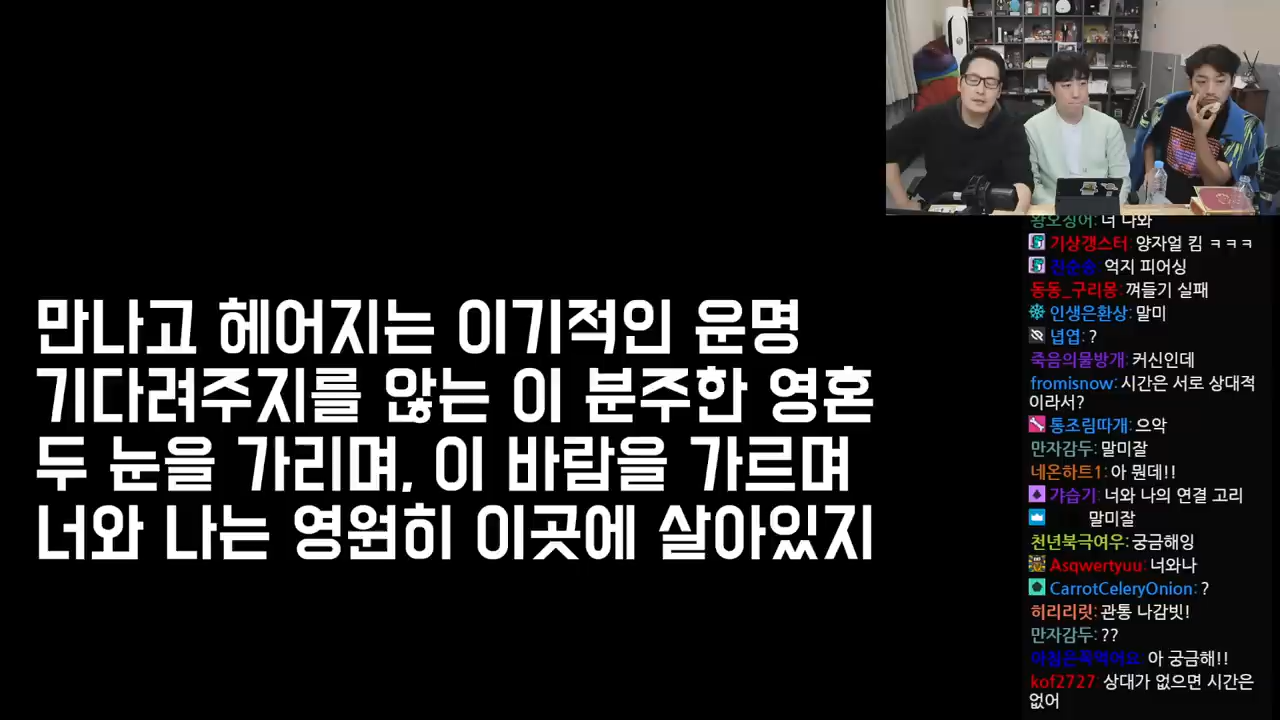 만나고 헤어지는 이기적인 운명
기다려주지를 않는 이 분주한 영혼
두 눈을 가리며, 이 바람을 가르며
너와 나는 영원히 이곳에 살아있지
왕오징어: 너 나와
기상갱스터: 양자얼 킴 ㅋㅋㅋ
진순송: 억지 피어싱
동동_구리몽: 껴들기 실패
인생은환상: 말미
녑엽: ?
죽음의물방개: 커신인데
fromisnow: 시간은 서로 상대적
이라서?
통조림따개: 으악
만자감두: 말미잘
네온하트1: 아 뭔데!!
갸습기: 너와 나의 연결 고리
말미잘
천년북극여우: 궁금해잉
Asqwertyuu: 너와나
CarrotCeleryOnion: ?
히리리릿: 관통 나감빗!
만자감두: ??
아침은꼭먹어요: 아 궁금해!!
kof2727: 상대가 없으면 시간은
없어